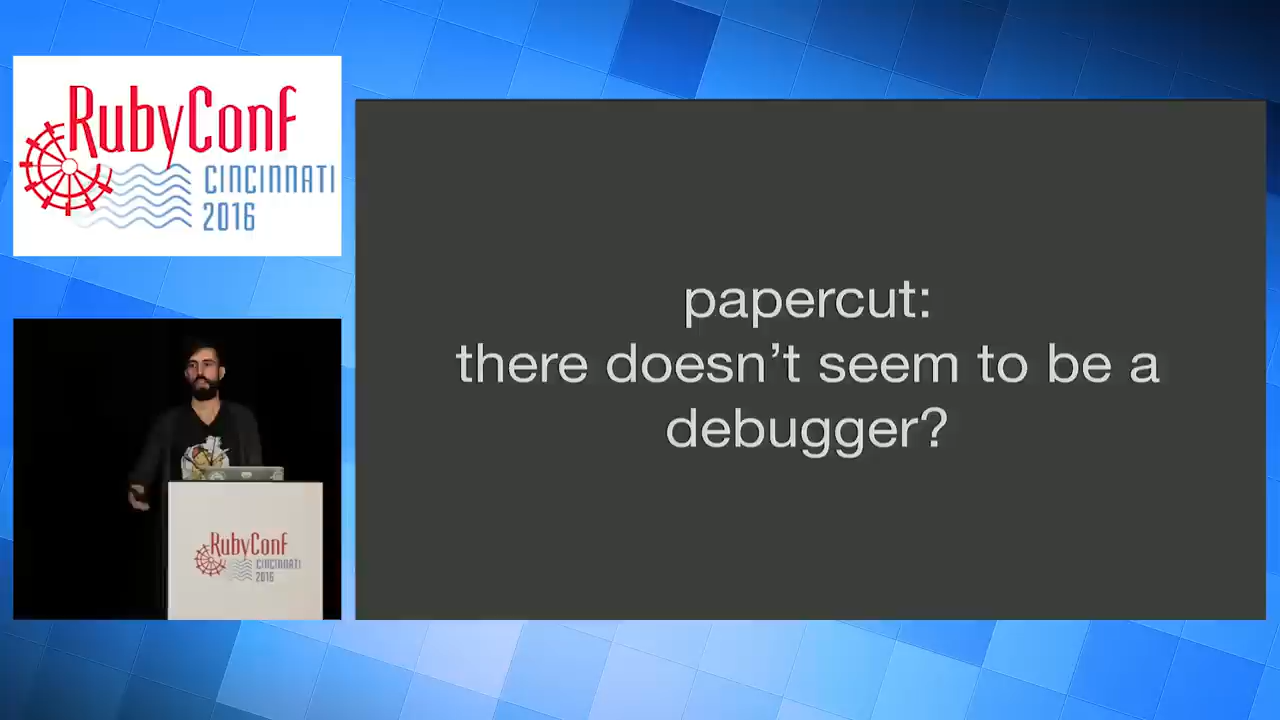 RubyConf
CINCINNATI
2016
papercut:
there doesn’t seem to be a
debugger?
RubyConf
CINCINNATI
2016